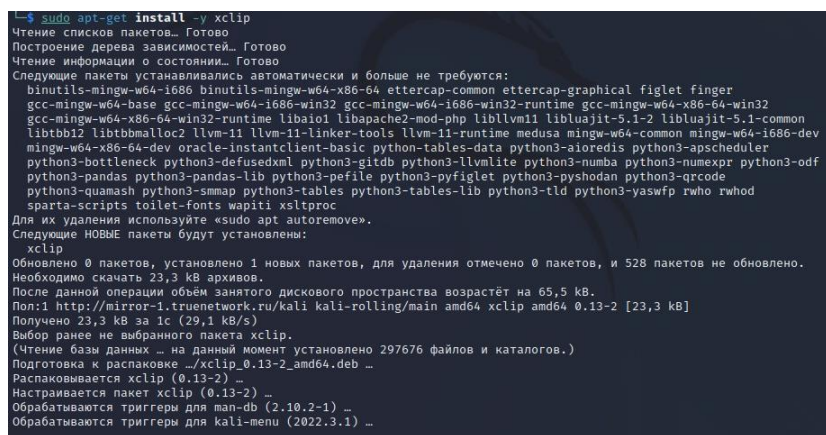 └─$ sudo apt-get install -y xclip
Чтение списков пакетов… Готово
Построение дерева зависимостей… Готово
Чтение информации о состоянии… Готово
Следующие пакеты устанавливались автоматически и больше не требуются:
  binutils-mingw-w64-i686 binutils-mingw-w64-x86-64 ettercap-common ettercap-graphical figlet finger
  gcc-mingw-w64-base gcc-mingw-w64-i686-win32 gcc-mingw-w64-i686-win32-runtime gcc-mingw-w64-x86-64-win32
  gcc-mingw-w64-x86-64-win32-runtime libaio1 libapache2-mod-php libllvm11 libluajit-5.1-2 libluajit-5.1-common
  libtbb12 libtbbmalloc2 llvm-11 llvm-11-linker-tools llvm-11-runtime medusa mingw-w64-common mingw-w64-i686-dev
  mingw-w64-x86-64-dev oracle-instantclient-basic python-tables-data python3-aioredis python3-apscheduler
  python3-bottleneck python3-defusedxml python3-gitdb python3-llvmlite python3-numba python3-numexpr python3-odf
  python3-pandas python3-pandas-lib python3-pefile python3-pyfiglet python3-pyshodan python3-qrcode
  python3-quamash python3-smmap python3-tables python3-tables-lib python3-tld python3-yaswfp rwho rwhod
  sparta-scripts toilet-fonts wapiti xsltproc
Для их удаления используйте «sudo apt autoremove».
Следующие НОВЫЕ пакеты будут установлены:
  xclip
Обновлено 0 пакетов, установлено 1 новых пакетов, для удаления отмечено 0 пакетов, и 528 пакетов не обновлено.
Необходимо скачать 23,3 kB архивов.
После данной операции объём занятого дискового пространства возрастёт на 65,5 kB.
Пол:1 http://mirror-1.truenetwork.ru/kali kali-rolling/main amd64 xclip amd64 0.13-2 [23,3 kB]
Получено 23,3 kB за 1с (29,1 kB/s)
Выбор ранее не выбранного пакета xclip.
(Чтение базы данных … на данный момент установлено 297676 файлов и каталогов.)
Подготовка к распаковке …/xclip_0.13-2_amd64.deb …
Распаковывается xclip (0.13-2) …
Настраивается пакет xclip (0.13-2) …
Обрабатываются триггеры для man-db (2.10.2-1) …
Обрабатываются триггеры для kali-menu (2022.3.1) …